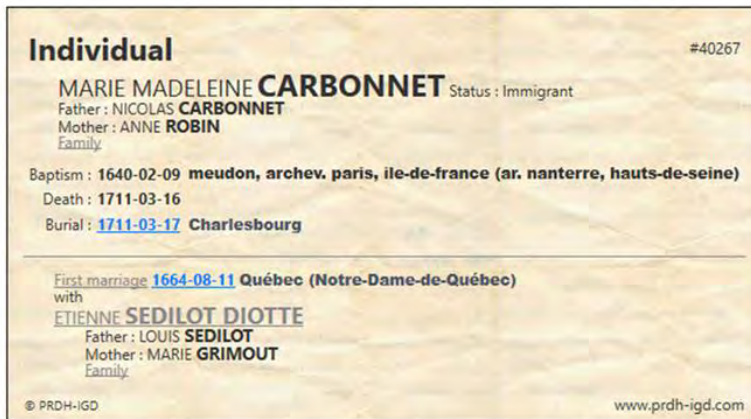 Individual #40267
MARIE MADELEINE CARBONNET Status : Immigrant
Father : NICOLAS CARBONNET
Mother : ANNE ROBIN
Family
Baptism : 1640-02-09 meudon, archev. paris, ile-de-france (ar. nanterre, hauts-de-seine)
Death : 1711-03-16
Burial : 1711-03-17 Charlesbourg
First marriage 1664-08-11 Québec (Notre-Dame-de-Québec)
with
ETIENNE SEDILOT DIOTTE
Father : LOUIS SEDILOT
Mother : MARIE GRIMOUT
Family
© PRDH-IGD www.prdh-igd.com